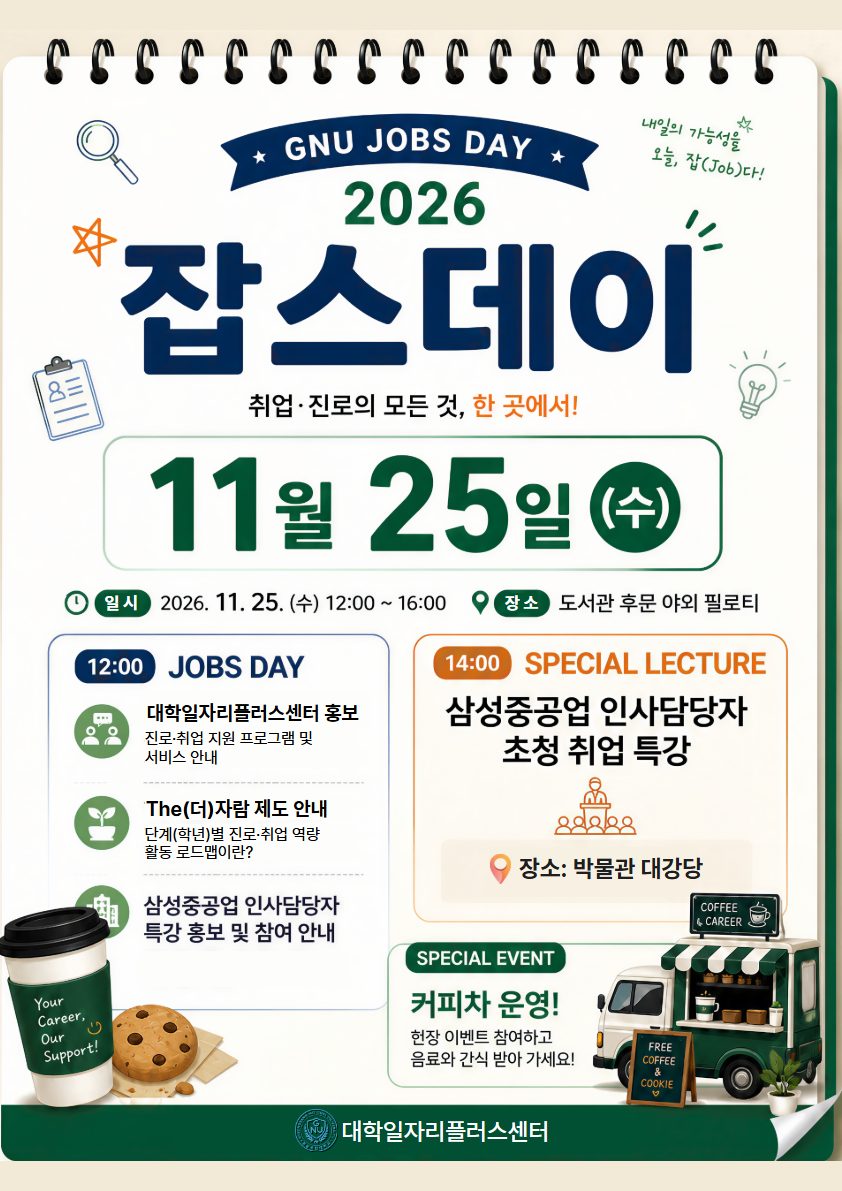 GNU JOBS DAY
내일의 가능성을
오늘, 잡(Job)다!
2026
잡스데이
취업·진로의 모든 것, 한 곳에서!
11월 25일 (수)
일시 2026. 11. 25. (수) 12:00 ~ 16:00
장소 도서관 후문 야외 필로티
12:00 JOBS DAY
대학일자리플러스센터 홍보
진로·취업 지원 프로그램 및
서비스 안내
The(더)자람 제도 안내
단계(학년)별 진로·취업 역량
활동 로드맵이란?
삼성중공업 인사담당자
특강 홍보 및 참여 안내
14:00 SPECIAL LECTURE
삼성중공업 인사담당자
초청 취업 특강
장소: 박물관 대강당
SPECIAL EVENT
커피차 운영!
현장 이벤트 참여하고
음료와 간식 받아 가세요!
COFFEE
& CAREER
FREE
COFFEE
&
COOKIE
Your
Career,
Our
Support!
GNU
대학일자리플러스센터